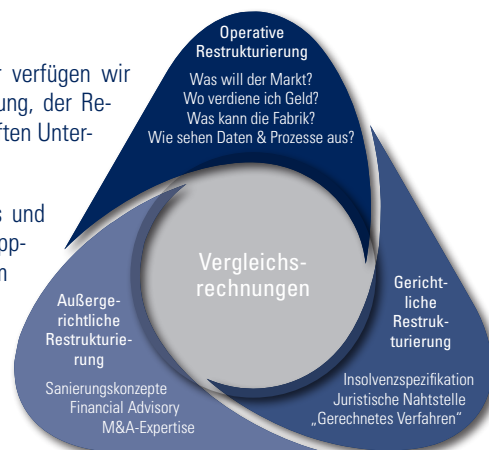 r verfügen wir
ung, der Re-
ften Unter-
s und
pp-
Operative
Restrukturierung
Was will der Markt?
Wo verdiene ich Geld?
Was kann die Fabrik?
Wie sehen Daten & Prozesse aus?
Vergleichs-
rechnungen
Außerge-
richtliche
Restrukturie-
rung
Sanierungskonzepte
Financial Advisory
M&A-Expertise
Gericht-
liche
Restruk-
turierung
Insolvenzspezifikation
Juristische Nahtstelle
„Gerechnetes Verfahren“